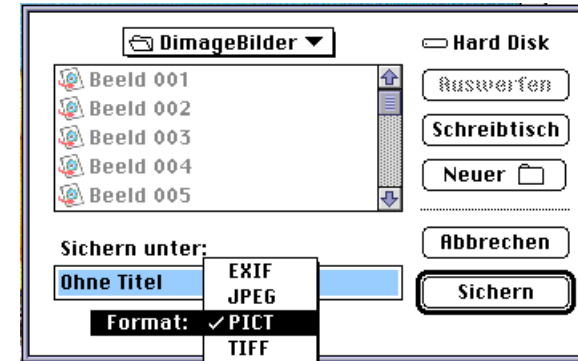 DimageBilder
Hard Disk
Beeld 001
Beeld 002
Beeld 003
Beeld 004
Beeld 005
Auswerfen
Schreibtisch
Neuer
Sichern unter:
Ohne Titel
Format:
EXIF
JPEG
PICT
TIFF
Abbrechen
Sichern